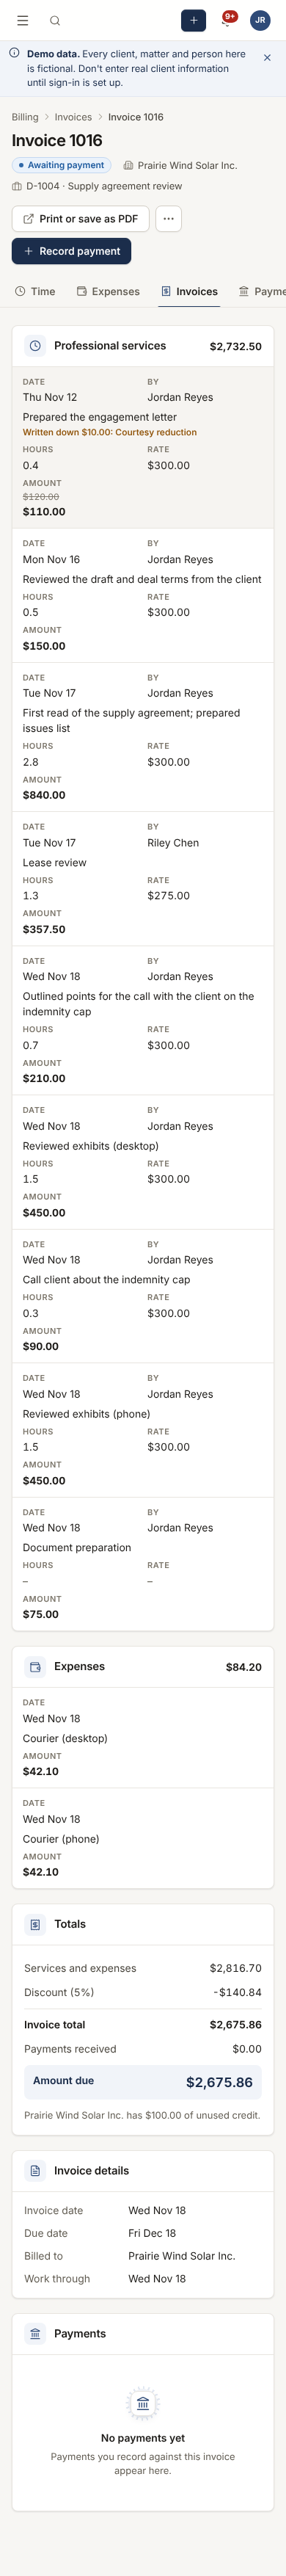 9+
JR
Demo data. Every client, matter and person here
is fictional. Don't enter real client information
until sign-in is set up.
Billing > Invoices > Invoice 1016
Invoice 1016
Awaiting payment
Prairie Wind Solar Inc.
D-1004 · Supply agreement review
Print or save as PDF
Record payment
Time Expenses Invoices Payme
Professional services $2,732.50
DATE BY
Thu Nov 12 Jordan Reyes
Prepared the engagement letter
Written down $10.00: Courtesy reduction
HOURS RATE
0.4 $300.00
AMOUNT
$120.00
$110.00
DATE BY
Mon Nov 16 Jordan Reyes
Reviewed the draft and deal terms from the client
HOURS RATE
0.5 $300.00
AMOUNT
$150.00
DATE BY
Tue Nov 17 Jordan Reyes
First read of the supply agreement; prepared
issues list
HOURS RATE
2.8 $300.00
AMOUNT
$840.00
DATE BY
Tue Nov 17 Riley Chen
Lease review
HOURS RATE
1.3 $275.00
AMOUNT
$357.50
DATE BY
Wed Nov 18 Jordan Reyes
Outlined points for the call with the client on the
indemnity cap
HOURS RATE
0.7 $300.00
AMOUNT
$210.00
DATE BY
Wed Nov 18 Jordan Reyes
Reviewed exhibits (desktop)
HOURS RATE
1.5 $300.00
AMOUNT
$450.00
DATE BY
Wed Nov 18 Jordan Reyes
Call client about the indemnity cap
HOURS RATE
0.3 $300.00
AMOUNT
$90.00
DATE BY
Wed Nov 18 Jordan Reyes
Reviewed exhibits (phone)
HOURS RATE
1.5 $300.00
AMOUNT
$450.00
DATE BY
Wed Nov 18 Jordan Reyes
Document preparation
HOURS RATE
– –
AMOUNT
$75.00
Expenses $84.20
DATE
Wed Nov 18
Courier (desktop)
AMOUNT
$42.10
DATE
Wed Nov 18
Courier (phone)
AMOUNT
$42.10
Totals
Services and expenses $2,816.70
Discount (5%) -$140.84
Invoice total $2,675.86
Payments received $0.00
Amount due $2,675.86
Prairie Wind Solar Inc. has $100.00 of unused credit.
Invoice details
Invoice date Wed Nov 18
Due date Fri Dec 18
Billed to Prairie Wind Solar Inc.
Work through Wed Nov 18
Payments
No payments yet
Payments you record against this invoice
appear here.